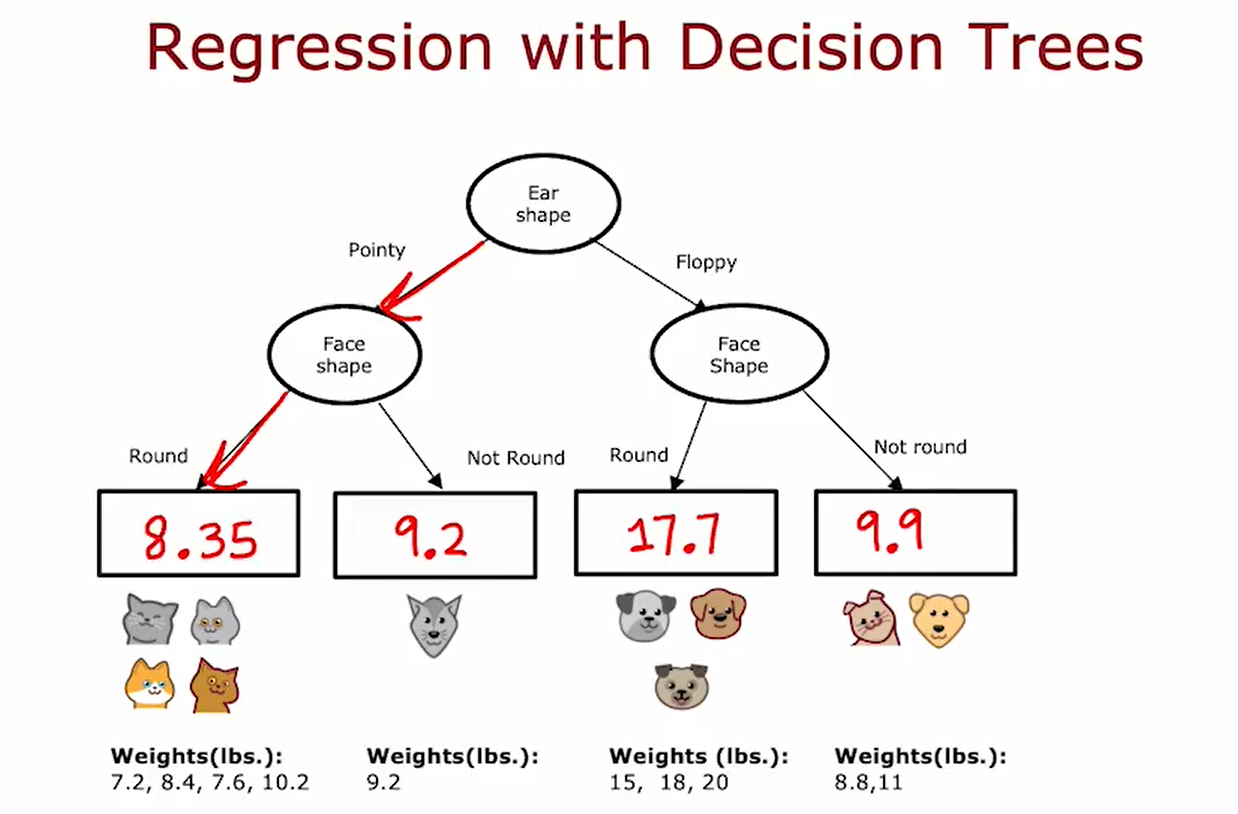 Regression with Decision Trees
Ear
shape
Pointy
Floppy
Face
shape
Face
Shape
Round
Not Round
Round
Not round
8.35
9.2
17.7
9.9
Weights(lbs.):
7.2, 8.4, 7.6, 10.2
Weights(lbs.):
9.2
Weights (lbs.):
15, 18, 20
Weights(lbs.):
8.8,11